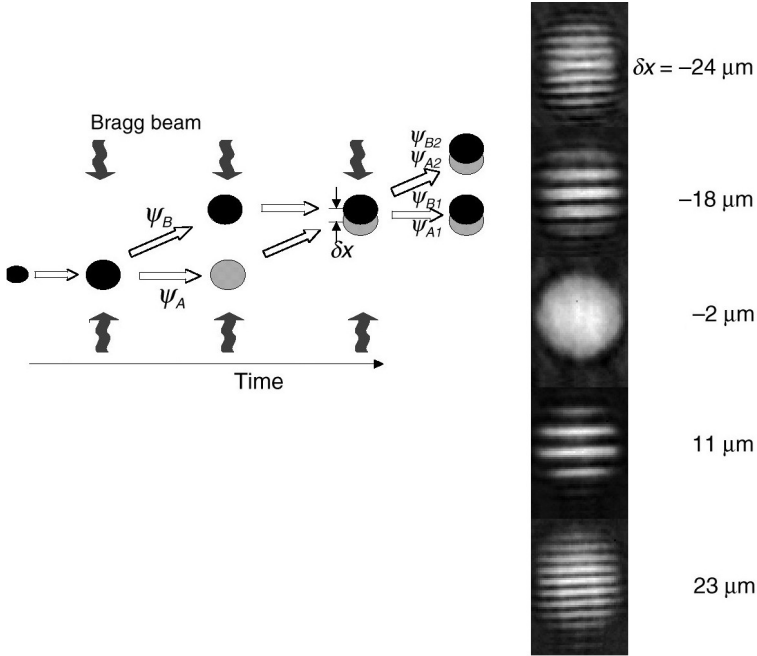 Bragg beam
ψB2
ψA2
ψB
ψB1
ψA1
δx
ψA
Time
δx = –24 μm
–18 μm
–2 μm
11 μm
23 μm